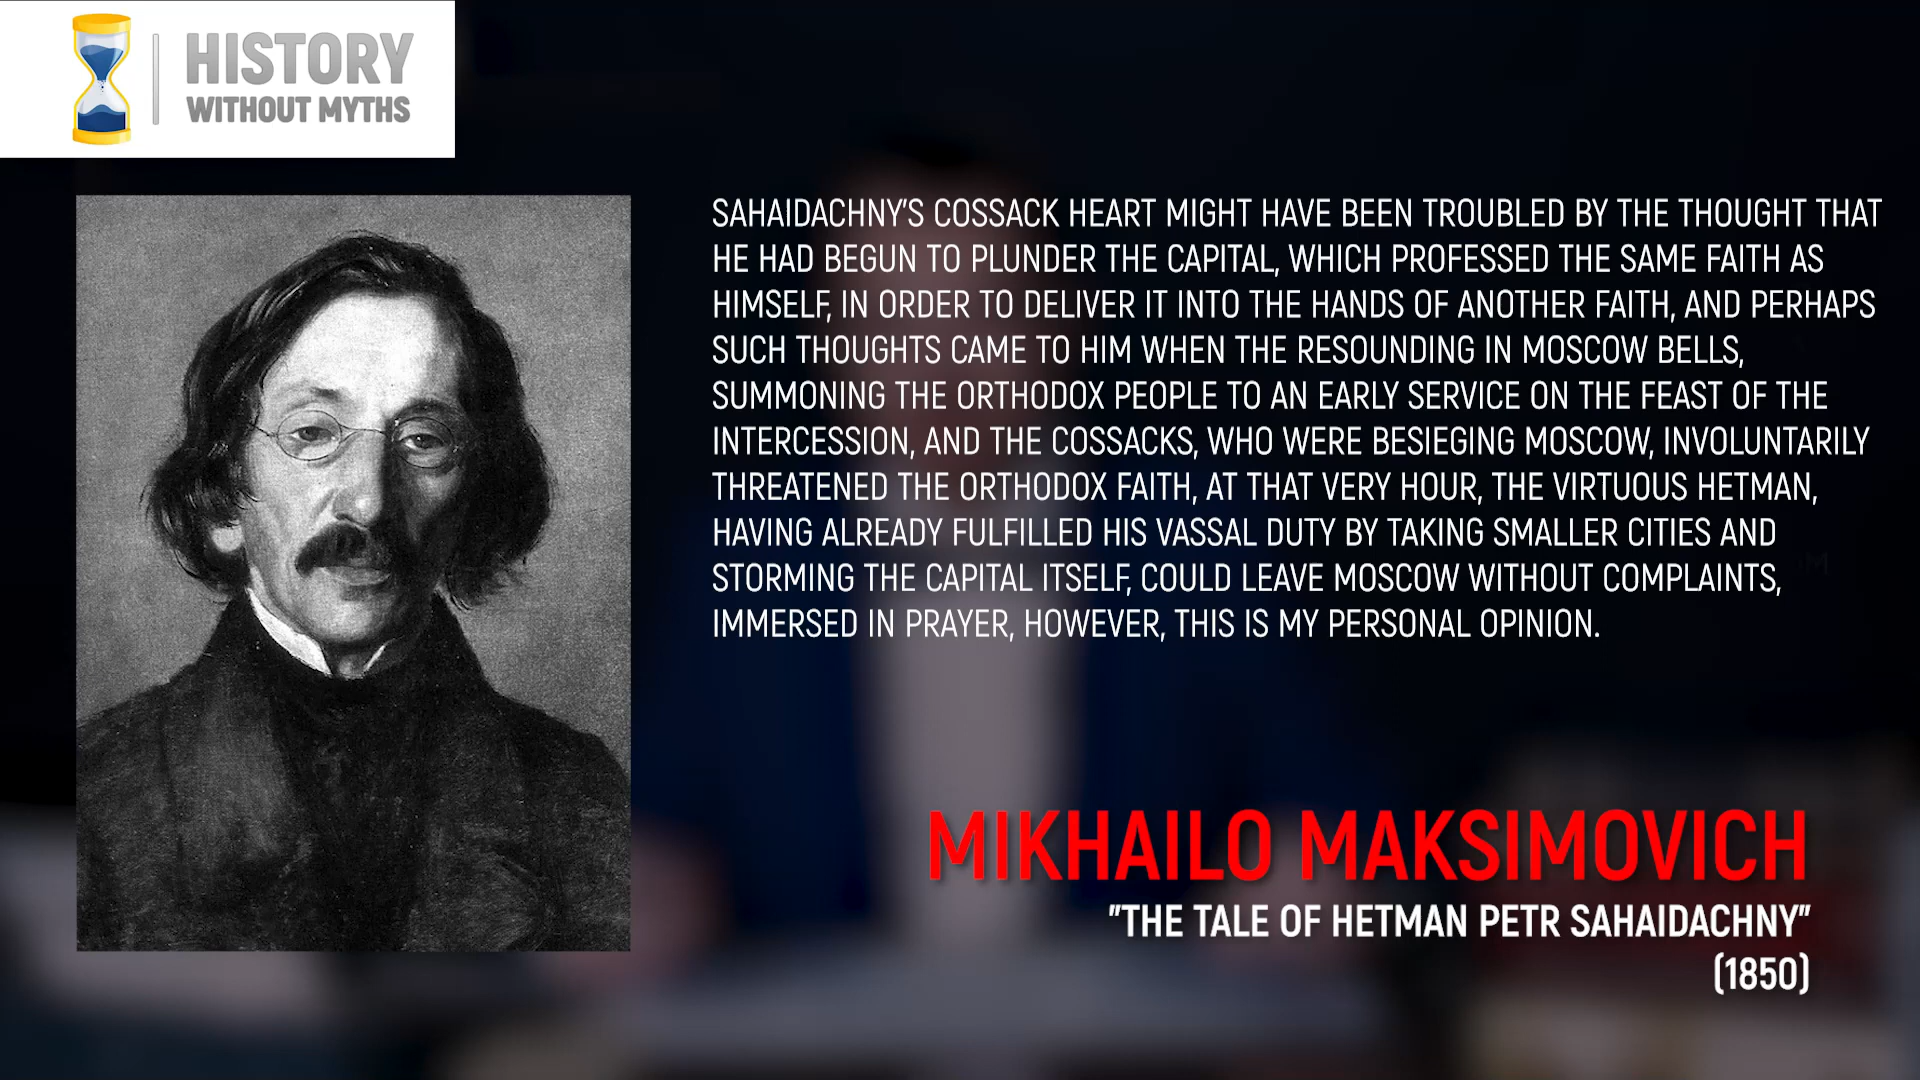 HISTORY
WITHOUT MYTHS
SAHAIDACHNY'S COSSACK HEART MIGHT HAVE BEEN TROUBLED BY THE THOUGHT THAT
HE HAD BEGUN TO PLUNDER THE CAPITAL, WHICH PROFESSED THE SAME FAITH AS
HIMSELF, IN ORDER TO DELIVER IT INTO THE HANDS OF ANOTHER FAITH, AND PERHAPS
SUCH THOUGHTS CAME TO HIM WHEN THE RESOUNDING IN MOSCOW BELLS,
SUMMONING THE ORTHODOX PEOPLE TO AN EARLY SERVICE ON THE FEAST OF THE
INTERCESSION, AND THE COSSACKS, WHO WERE BESIEGING MOSCOW, INVOLUNTARILY
THREATENED THE ORTHODOX FAITH, AT THAT VERY HOUR, THE VIRTUOUS HETMAN,
HAVING ALREADY FULFILLED HIS VASSAL DUTY BY TAKING SMALLER CITIES AND
STORMING THE CAPITAL ITSELF, COULD LEAVE MOSCOW WITHOUT COMPLAINTS,
IMMERSED IN PRAYER, HOWEVER, THIS IS MY PERSONAL OPINION.
MIKHAILO MAKSIMOVICH
"THE TALE OF HETMAN PETR SAHAIDACHNY"
(1850)